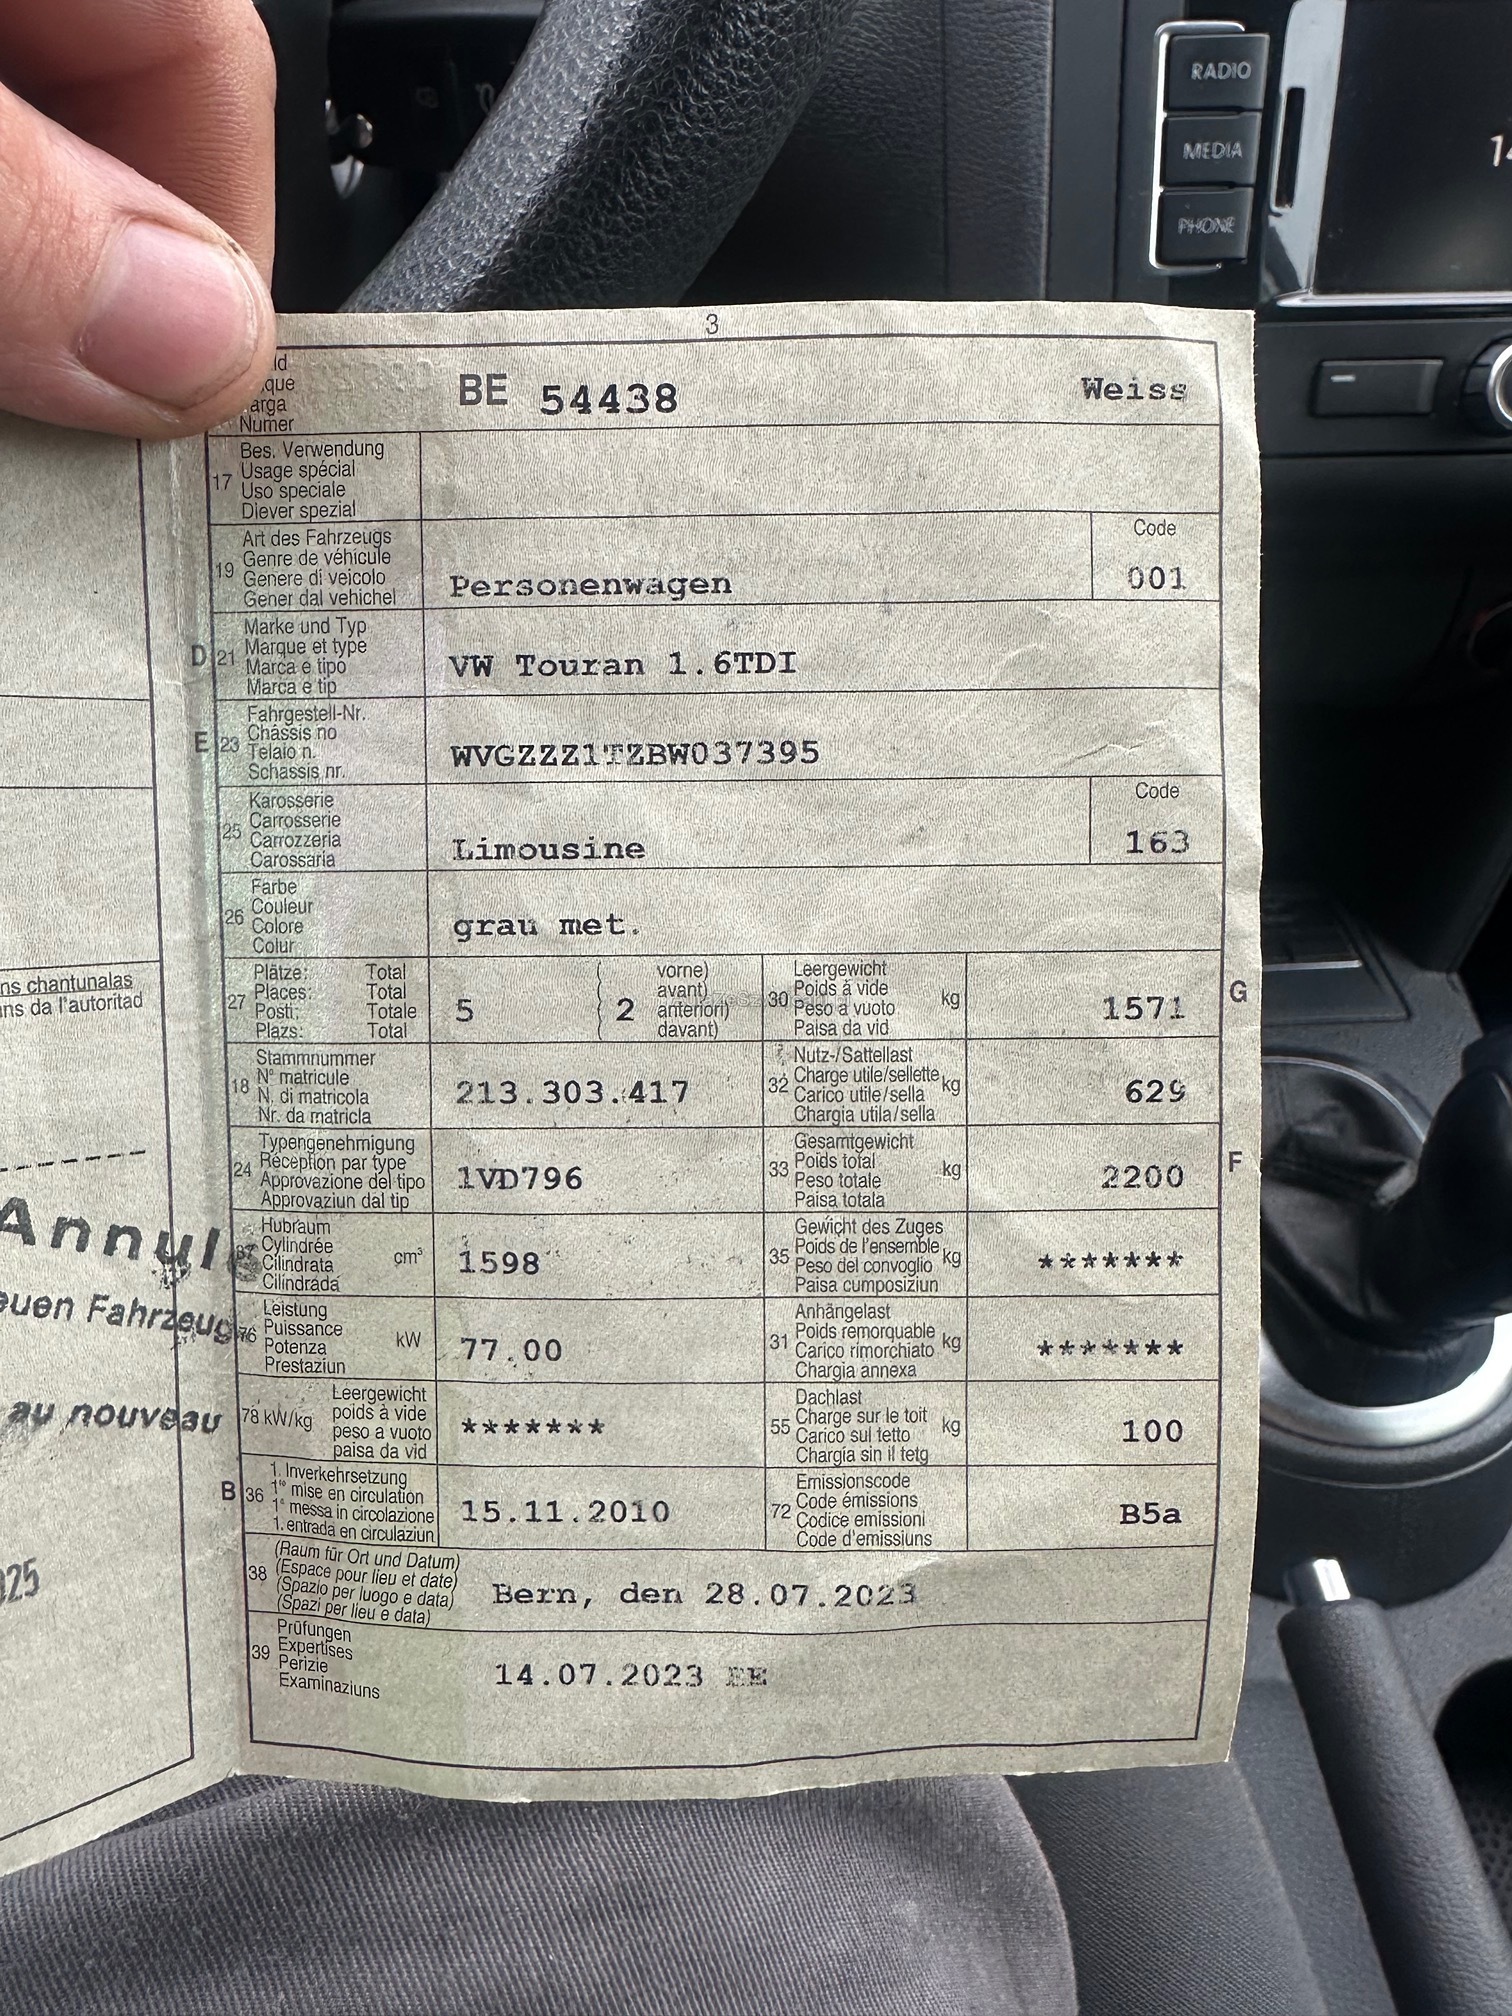 RADIO
MEDIA
PHONE
3
Numer
BE 54438 Weiss
17 Bes. Verwendung
Usage spécial
Uso speciale
Diever spezial
19 Art des Fahrzeugs
Genre de véhicule
Genere di veicolo
Gener dal vehichel
Personenwagen
Code
001
D 21 Marke und Typ
Marque et type
Marca e tipo
Marca e tip
VW Touran 1.6TDI
E 23 Fahrgestell-Nr.
Châssis no
Telaio n.
Schassis nr.
WVGZZZ1TZBW037395
25 Karosserie
Carrosserie
Carrozzeria
Carossaria
Limousine
Code
163
26 Farbe
Couleur
Colore
Colur
grau met.
27 Plätze: Total
Places: Total
Posti: Totale
Plazs: Total
5
2
vorne)
avant)
anteriori)
davant)
30 Leergewicht
Poids à vide
Peso a vuoto
Paisa da vid
kg
1571
G
18 Stammnummer
N° matricule
N. di matricola
Nr. da matricla
213.303.417
32 Nutz-/Sattellast
Charge utile/sellette
Carico utile/sella
Chargia utila/sella
kg
629
24 Typengenehmigung
Réception par type
Approvazione del tipo
Approvaziun dal tip
1VD796
33 Gesamtgewicht
Poids total
Peso totale
Paisa totala
kg
2200
F
Hubraum
Cylindrée
Cilindrata
Cilindrada
cm³
1598
35 Gewicht des Zuges
Poids de l'ensemble
Peso del convoglio
Paisa cumposiziun
kg
*******
76 Leistung
Puissance
Potenza
Prestaziun
kW
77.00
31 Anhängelast
Poids remorquable
Carico rimorchiato
Chargia annexa
kg
*******
78 kW/kg
Leergewicht
poids à vide
peso a vuoto
paisa da vid
*******
55 Dachlast
Charge sur le toit
Carico sul tetto
Chargia sin il tetg
kg
100
B 36 1. Inverkehrsetzung
1re mise en circulation
1a messa in circolazione
1. entrada en circulaziun
15.11.2010
72 Emissionscode
Code émissions
Codice emissioni
Code d'emissiuns
B5a
38 (Raum für Ort und Datum)
(Espace pour lieu et date)
(Spazio per luogo e data)
(Spazi per lieu e data)
Bern, den 28.07.2023
39 Prüfungen
Expertises
Perizie
Examinaziuns
14.07.2023 EE
ns chantunalas
ns da l'autoritad
Annul
euen Fahrzeug
au nouveau
025